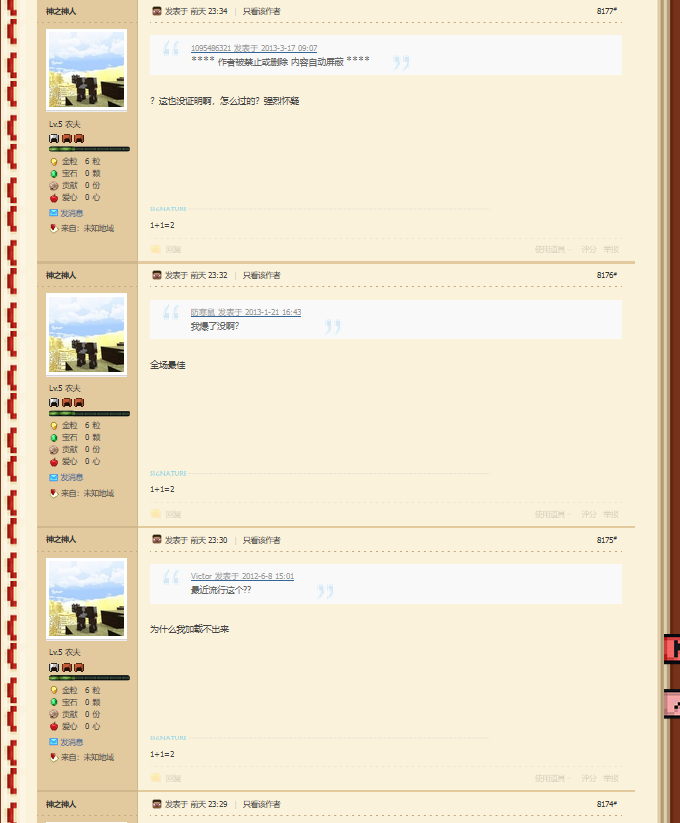 神之神人
发表于 前天 23:34 | 只看该作者 8177#
1095486321 发表于 2013-3-17 09:07
**** 作者被禁止或删除 内容自动屏蔽 ****
？这也没证明啊，怎么过的？强烈怀疑
Lv.5 农夫
金粒 6 粒
宝石 0 颗
贡献 0 份
爱心 0 心
发消息
来自: 未知地域
SIGNATURE
1+1=2
回复 使用道具 评分 举报
神之神人
发表于 前天 23:32 | 只看该作者 8176#
防寒鼠 发表于 2013-1-21 16:43
我爆了没啊?
全场最佳
Lv.5 农夫
金粒 6 粒
宝石 0 颗
贡献 0 份
爱心 0 心
发消息
来自: 未知地域
SIGNATURE
1+1=2
回复 使用道具 评分 举报
神之神人
发表于 前天 23:30 | 只看该作者 8175#
Victor 发表于 2012-6-8 15:01
最近流行这个??
为什么我加载不出来
Lv.5 农夫
金粒 6 粒
宝石 0 颗
贡献 0 份
爱心 0 心
发消息
来自: 未知地域
SIGNATURE
1+1=2
回复 使用道具 评分 举报
神之神人
发表于 前天 23:29 | 只看该作者 8174#